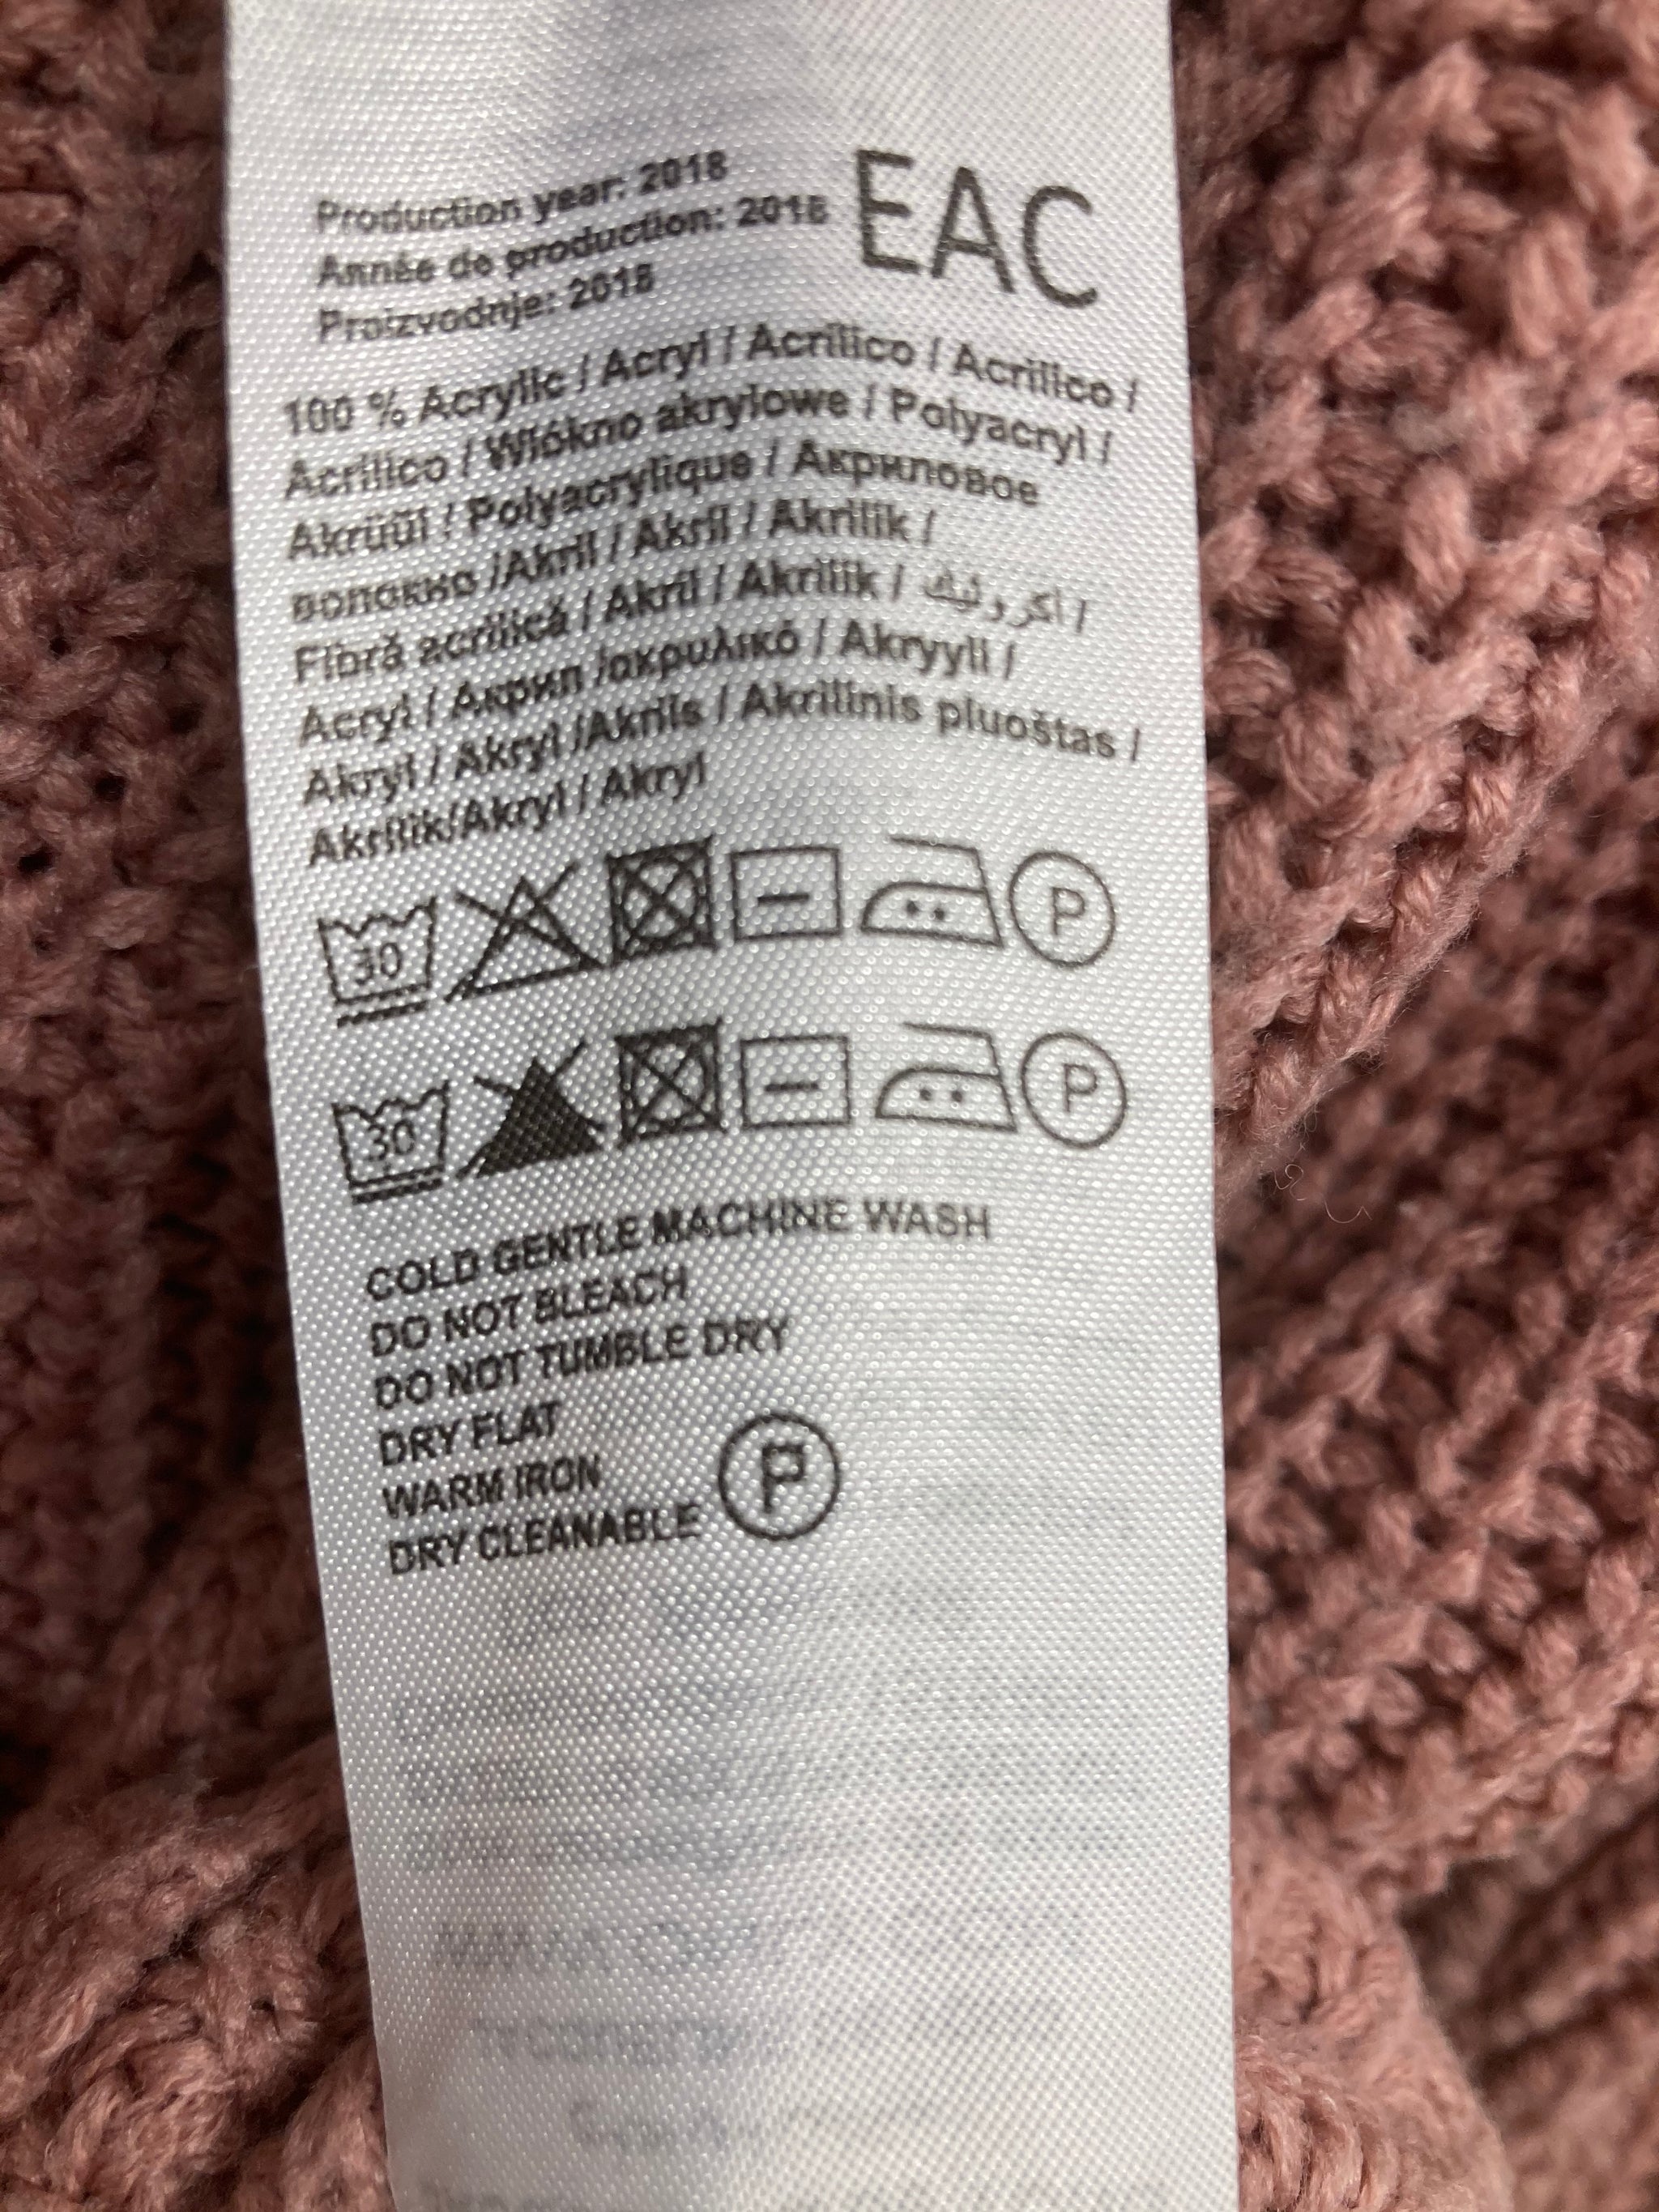 Production year: 2018
Année de production: 2018
Proizvodnje: 2018
EAC
100 % Acrylic / Acryl / Acrílico / Acrilico /
Acrílico / Włókno akrylowe / Polyacryl /
Akrüül / Polyacrylique / Акриловое
волокно /Akril / Akril / Akrilik /
Fibră acrilică / Akril / Akrilik / أكروليك /
Acryl / Акрил /ακρυλικό / Akryyli /
Akryl / Akryl /Akrils / Akrilinis pluoštas /
Akrilik/Akryl / Akryl
30 P
30 P
COLD GENTLE MACHINE WASH
DO NOT BLEACH
DO NOT TUMBLE DRY
DRY FLAT
WARM IRON
DRY CLEANABLE P